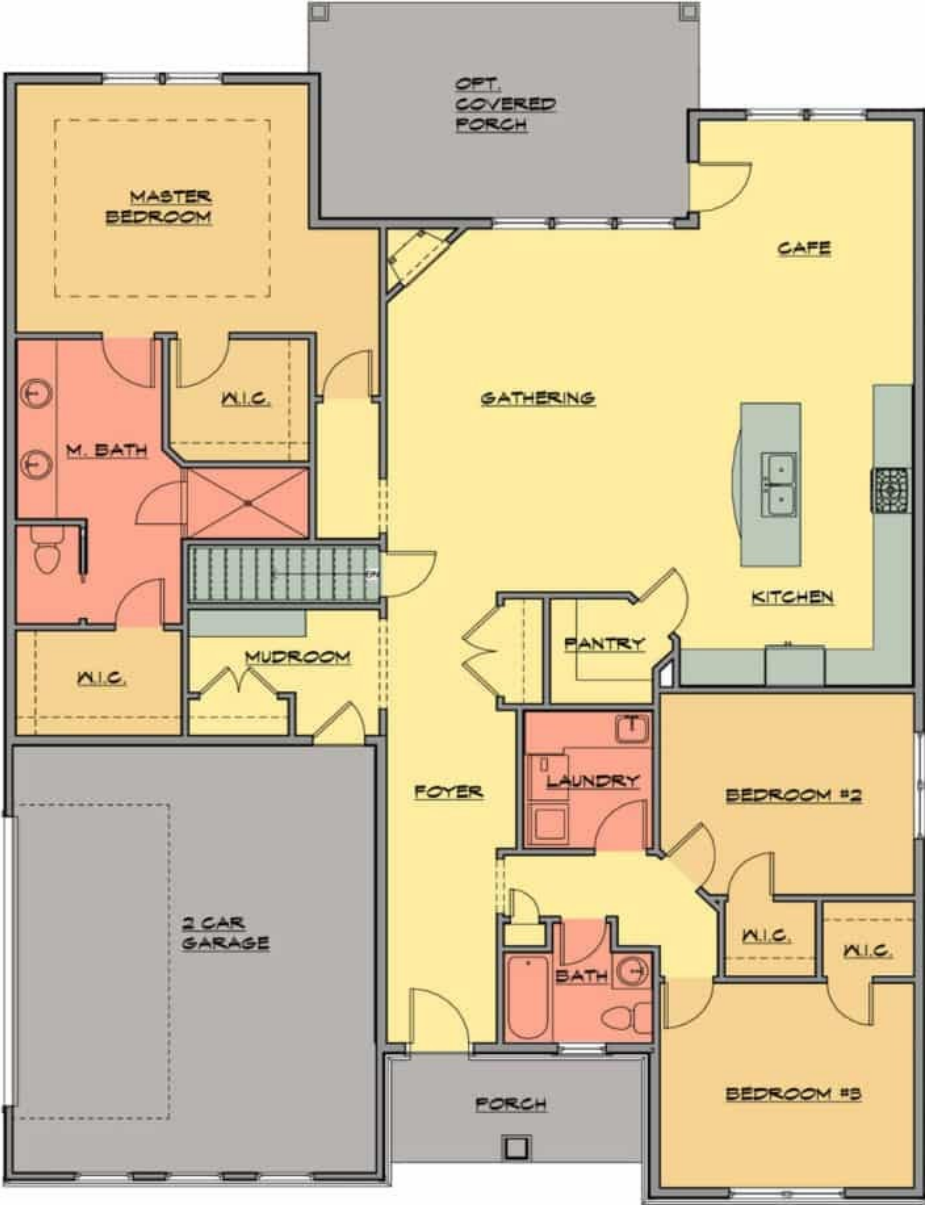 OPT.
COVERED
PORCH
MASTER
BEDROOM
CAFE
W.I.C.
GATHERING
M. BATH
DN
KITCHEN
MUDROOM
PANTRY
W.I.C.
LAUNDRY
FOYER
BEDROOM #2
2 CAR
GARAGE
W.I.C.
W.I.C.
BATH
PORCH
BEDROOM #3